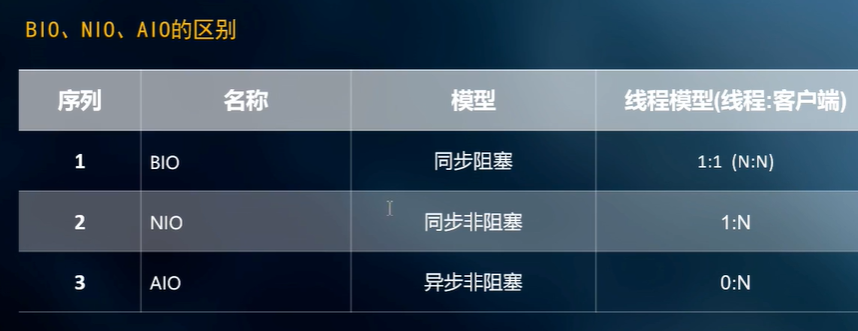 BIO、NIO、AIO的区别
序列 名称 模型 线程模型(线程:客户端)
1 BIO 同步阻塞 1:1 (N:N)
2 NIO 同步非阻塞 1:N
3 AIO 异步非阻塞 0:N